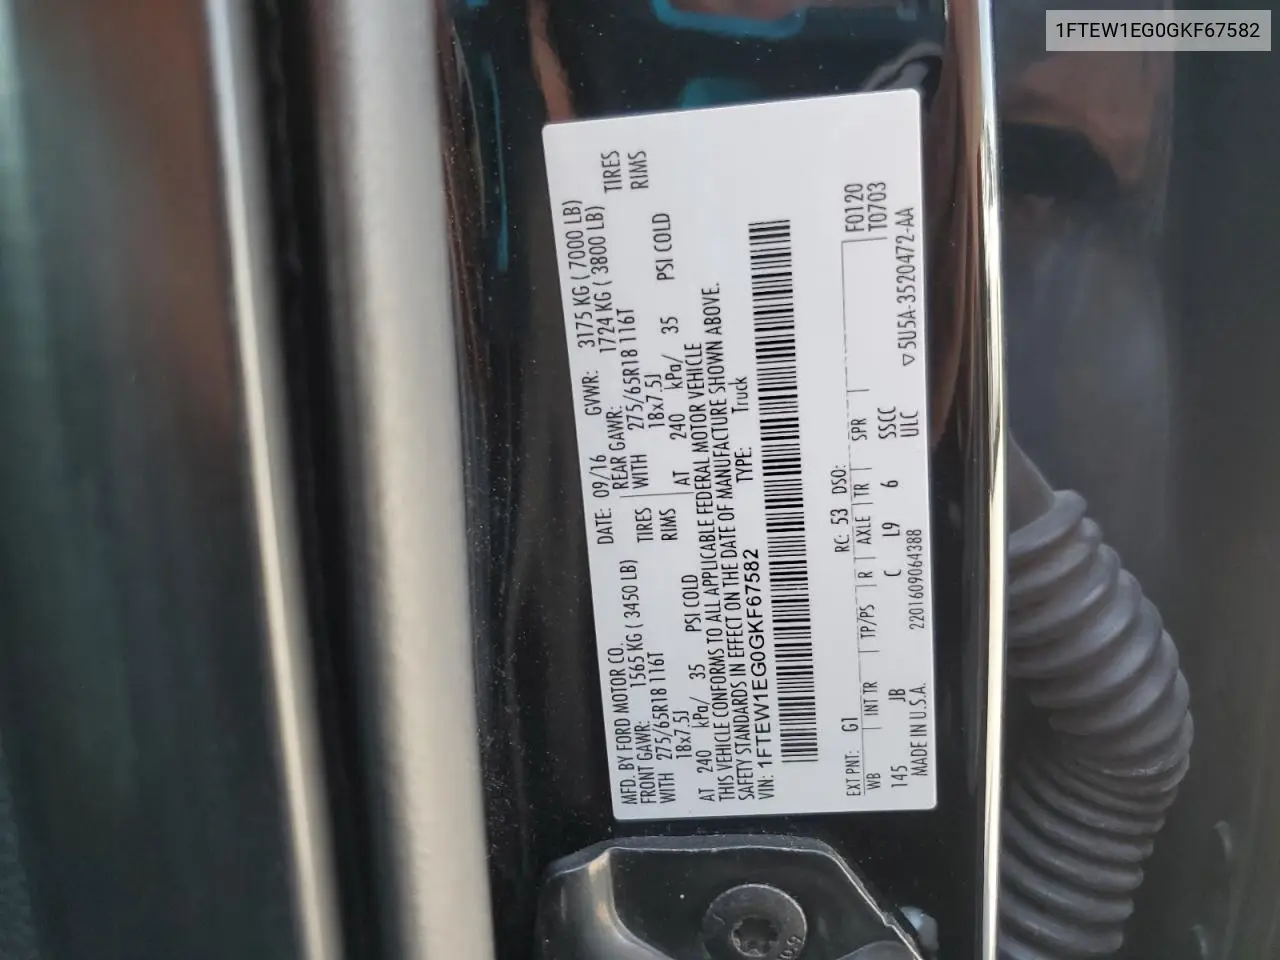 1FTEW1EG0GKF67582
MFD. BY FORD MOTOR CO. DATE: 09/16 GVWR: 3175 KG ( 7000 LB)
FRONT GAWR: 1565 KG ( 3450 LB) REAR GAWR: 1724 KG ( 3800 LB)
WITH 275/65R18 116T TIRES WITH 275/65R18 116T TIRES
18x7.5J RIMS 18x7.5J RIMS
AT 240 kPa/ 35 PSI COLD AT 240 kPa/ 35 PSI COLD
THIS VEHICLE CONFORMS TO ALL APPLICABLE FEDERAL MOTOR VEHICLE
SAFETY STANDARDS IN EFFECT ON THE DATE OF MANUFACTURE SHOWN ABOVE.
VIN: 1FTEW1EG0GKF67582 TYPE: Truck
F0120
EXT PNT: G1 RC: 53 DSO: T0703
WB INT TR TP/PS R AXLE TR SPR
145 JB C L9 6 SSCC
MADE IN U.S.A. 2201609064388 ULC ▽5U5A-3520472-AA